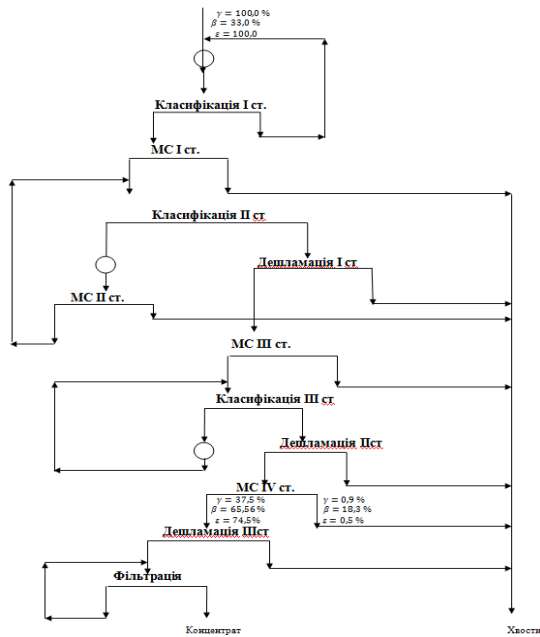 γ = 100,0 %
β = 33,0 %
ε = 100,0
Класифікація I ст.
МС I ст.
Класифікація II ст
Дешламація I ст
МС II ст.
МС III ст.
Класифікація III ст
Дешламація IIст
МС IV ст.
γ = 37,5 %
β = 65,56 %
ε = 74,5%
γ = 0,9 %
β = 18,3 %
ε = 0,5 %
Дешламація IIIст
Фільтрація
Концентрат
Хвости